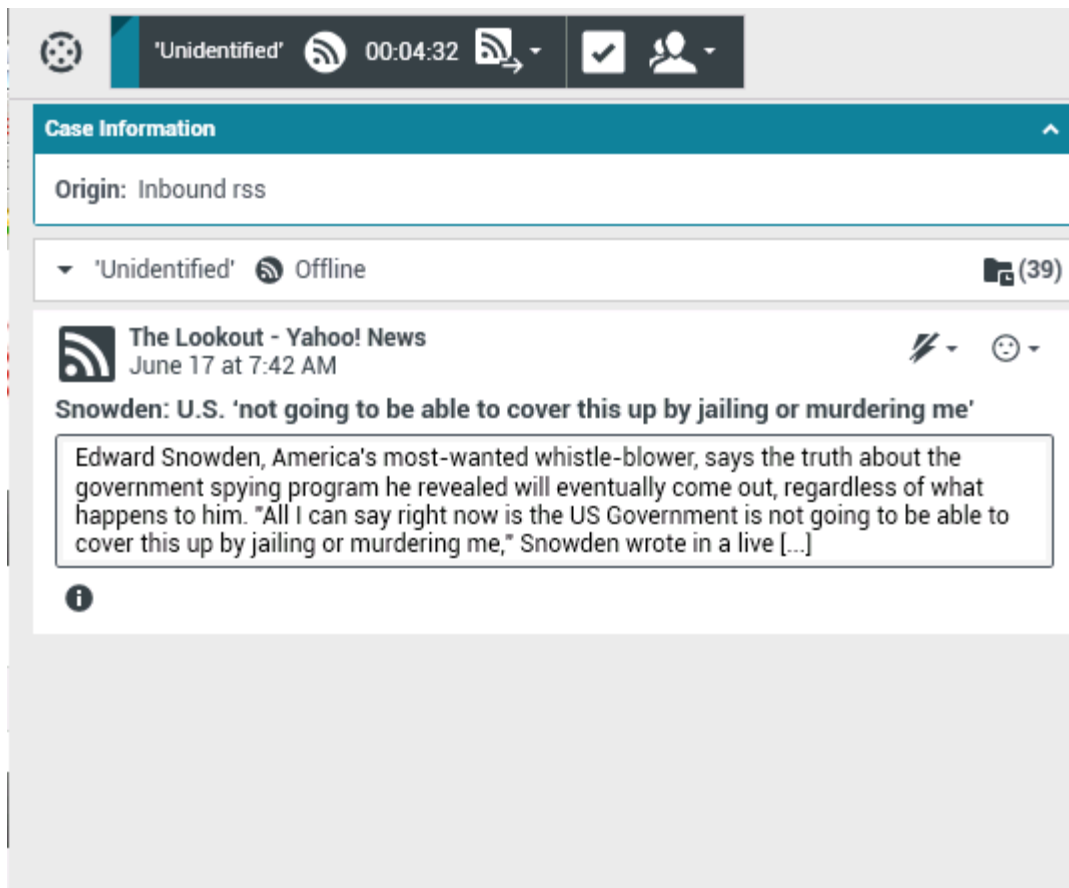 'Unidentified' 00:04:32
Case Information
Origin: Inbound rss
'Unidentified' Offline (39)
The Lookout - Yahoo! News
June 17 at 7:42 AM
Snowden: U.S. ‘not going to be able to cover this up by jailing or murdering me’
Edward Snowden, America's most-wanted whistle-blower, says the truth about the
government spying program he revealed will eventually come out, regardless of what
happens to him. "All I can say right now is the US Government is not going to be able to
cover this up by jailing or murdering me," Snowden wrote in a live [...]